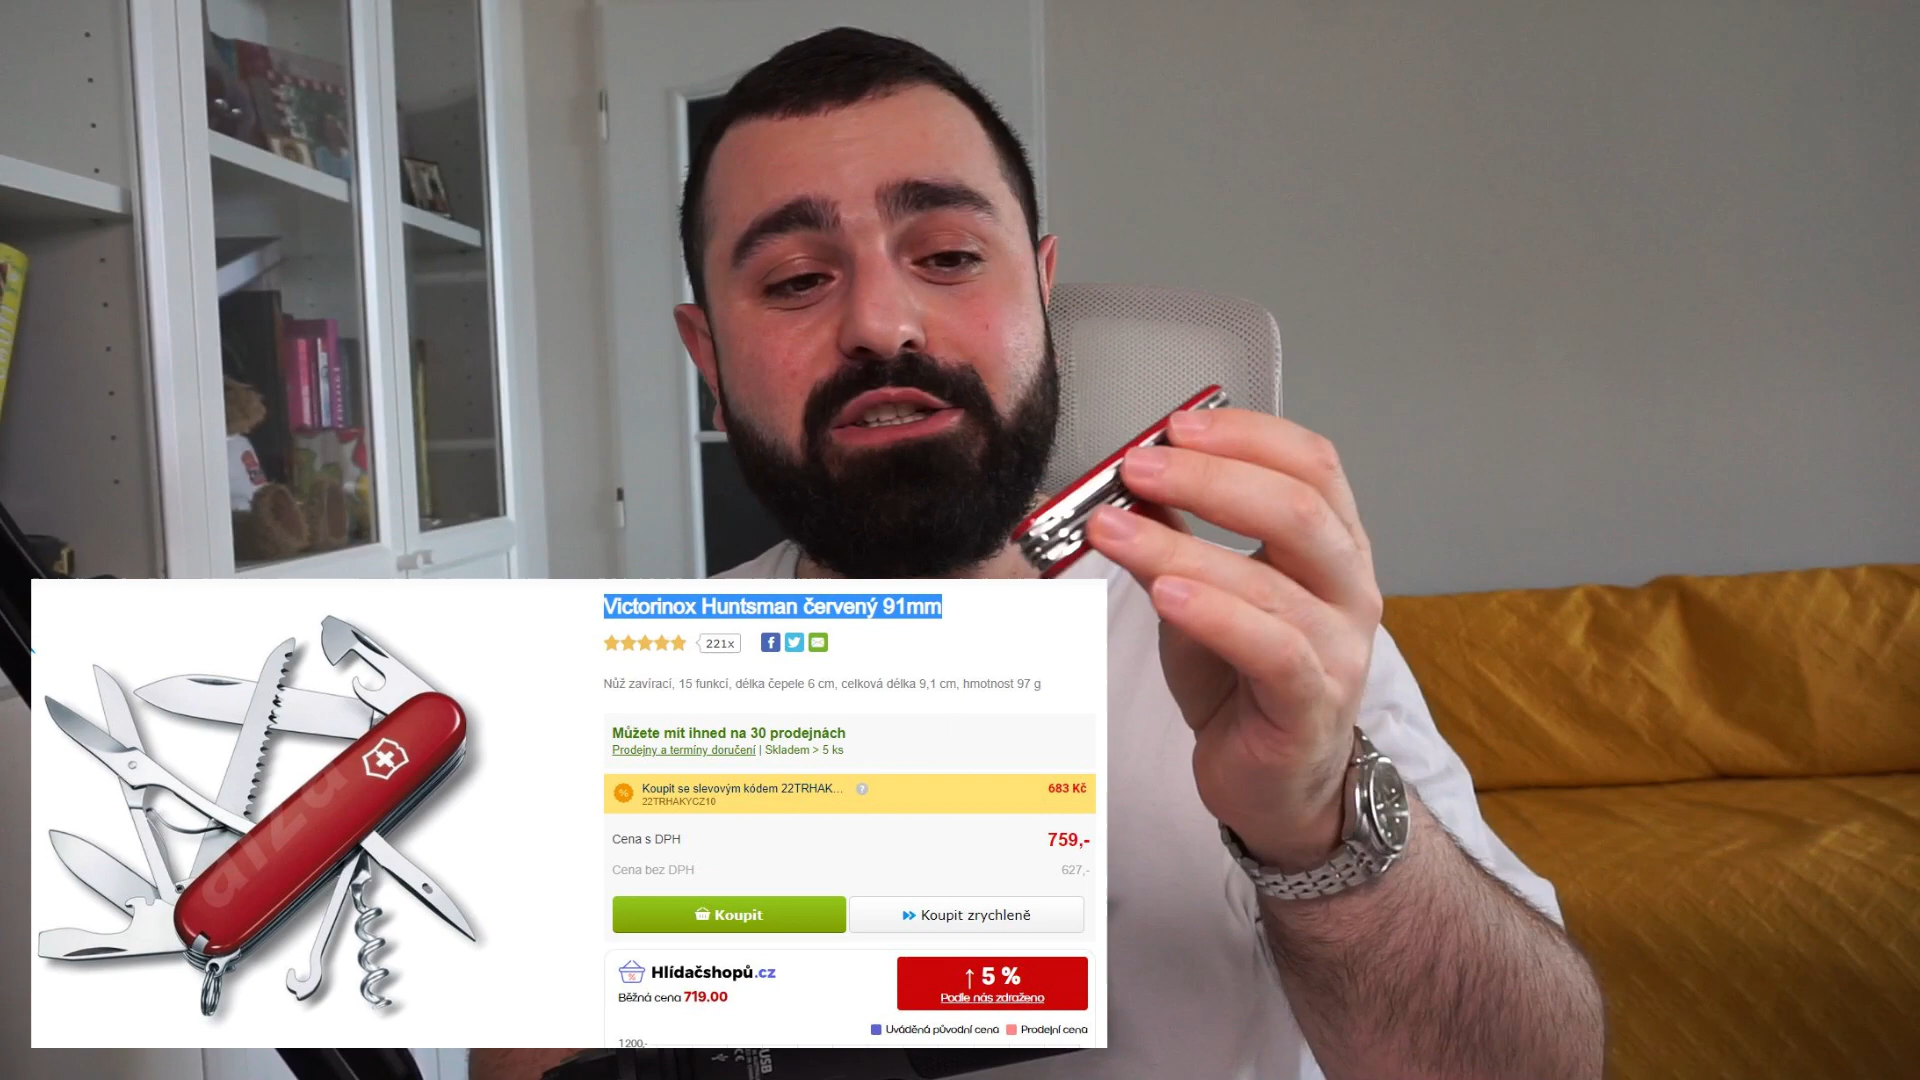 Victorinox Huntsman červený 91mm
221x
Nůž zavírací, 15 funkcí, délka čepele 6 cm, celková délka 9,1 cm, hmotnost 97 g
Můžete mít ihned na 30 prodejnách
Prodejny a termíny doručení | Skladem > 5 ks
Koupit se slevovým kódem 22TRHAK... ? 683 Kč
22TRHAKYCZ10
Cena s DPH 759,-
Cena bez DPH 627,-
Koupit
Koupit zrychleně
Hlídačshopů.cz
Běžná cena 719.00
↑ 5 %
Podle nás zdraženo
Uváděná původní cena Prodejní cena
1200,-
alza
USB